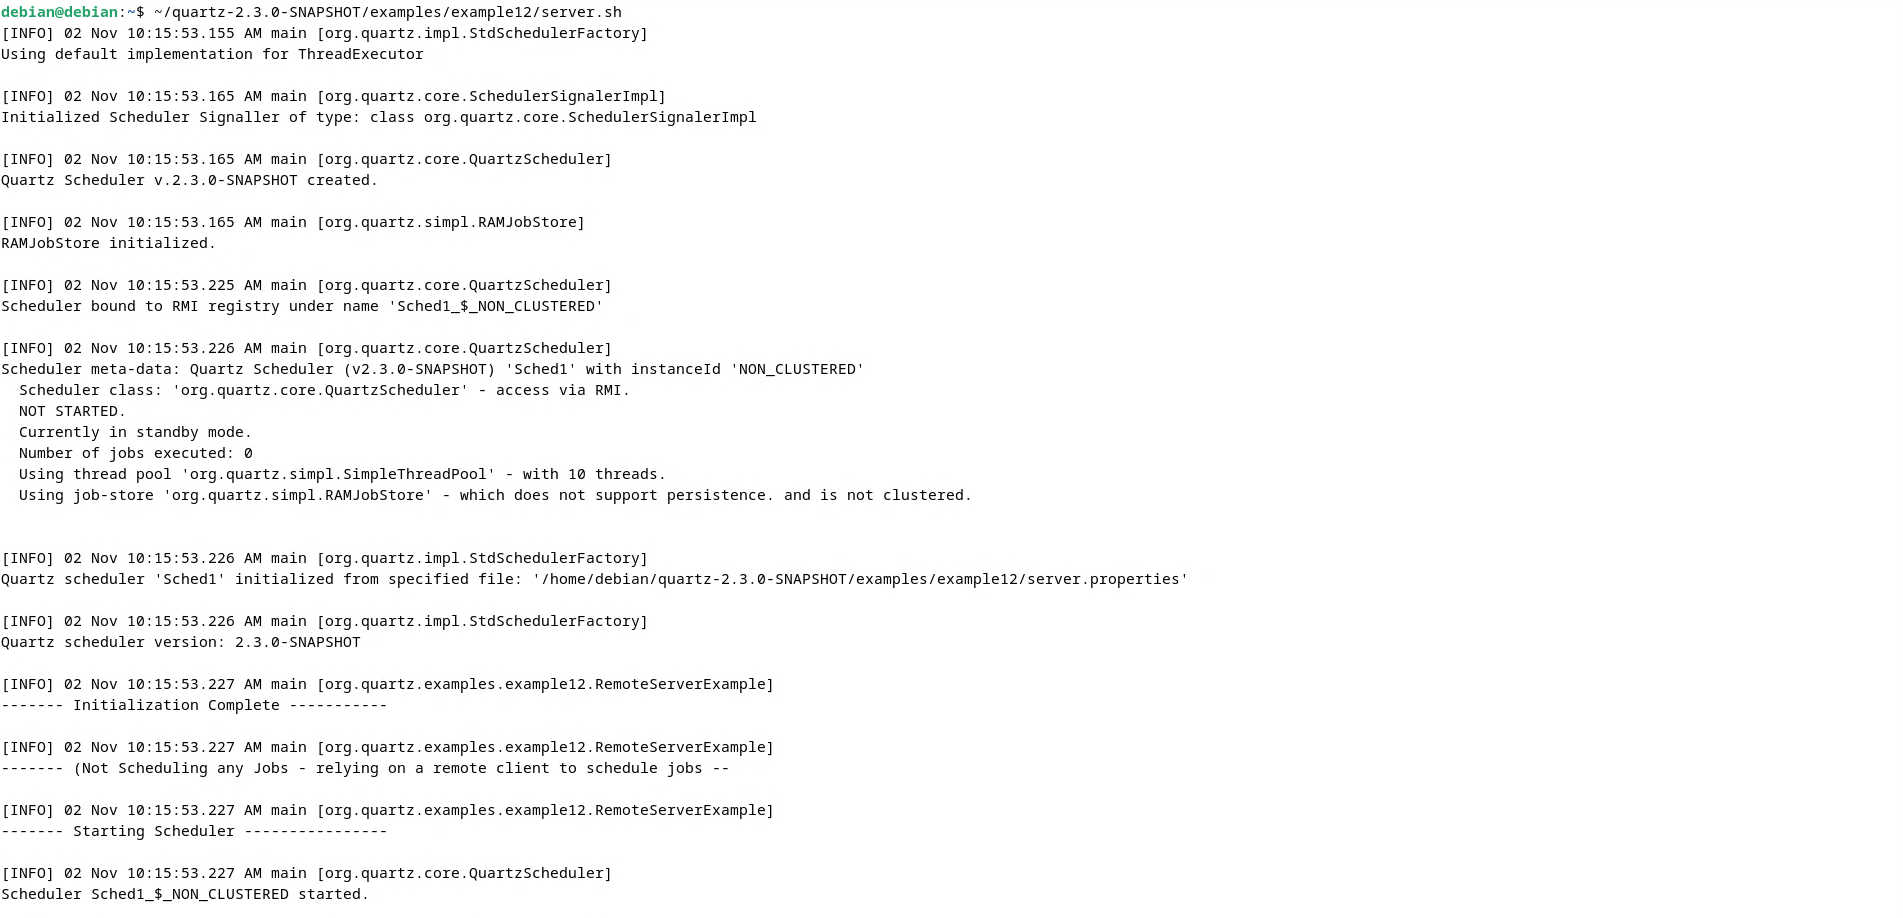 debian@debian:~$ ~/quartz-2.3.0-SNAPSHOT/examples/example12/server.sh
[INFO] 02 Nov 10:15:53.155 AM main [org.quartz.impl.StdSchedulerFactory]
Using default implementation for ThreadExecutor

[INFO] 02 Nov 10:15:53.165 AM main [org.quartz.core.SchedulerSignalerImpl]
Initialized Scheduler Signaller of type: class org.quartz.core.SchedulerSignalerImpl

[INFO] 02 Nov 10:15:53.165 AM main [org.quartz.core.QuartzScheduler]
Quartz Scheduler v.2.3.0-SNAPSHOT created.

[INFO] 02 Nov 10:15:53.165 AM main [org.quartz.simpl.RAMJobStore]
RAMJobStore initialized.

[INFO] 02 Nov 10:15:53.225 AM main [org.quartz.core.QuartzScheduler]
Scheduler bound to RMI registry under name 'Sched1_$_NON_CLUSTERED'

[INFO] 02 Nov 10:15:53.226 AM main [org.quartz.core.QuartzScheduler]
Scheduler meta-data: Quartz Scheduler (v2.3.0-SNAPSHOT) 'Sched1' with instanceId 'NON_CLUSTERED'
  Scheduler class: 'org.quartz.core.QuartzScheduler' - access via RMI.
  NOT STARTED.
  Currently in standby mode.
  Number of jobs executed: 0
  Using thread pool 'org.quartz.simpl.SimpleThreadPool' - with 10 threads.
  Using job-store 'org.quartz.simpl.RAMJobStore' - which does not support persistence. and is not clustered.


[INFO] 02 Nov 10:15:53.226 AM main [org.quartz.impl.StdSchedulerFactory]
Quartz scheduler 'Sched1' initialized from specified file: '/home/debian/quartz-2.3.0-SNAPSHOT/examples/example12/server.properties'

[INFO] 02 Nov 10:15:53.226 AM main [org.quartz.impl.StdSchedulerFactory]
Quartz scheduler version: 2.3.0-SNAPSHOT

[INFO] 02 Nov 10:15:53.227 AM main [org.quartz.examples.example12.RemoteServerExample]
------- Initialization Complete -----------

[INFO] 02 Nov 10:15:53.227 AM main [org.quartz.examples.example12.RemoteServerExample]
------- (Not Scheduling any Jobs - relying on a remote client to schedule jobs --

[INFO] 02 Nov 10:15:53.227 AM main [org.quartz.examples.example12.RemoteServerExample]
------- Starting Scheduler ----------------

[INFO] 02 Nov 10:15:53.227 AM main [org.quartz.core.QuartzScheduler]
Scheduler Sched1_$_NON_CLUSTERED started.